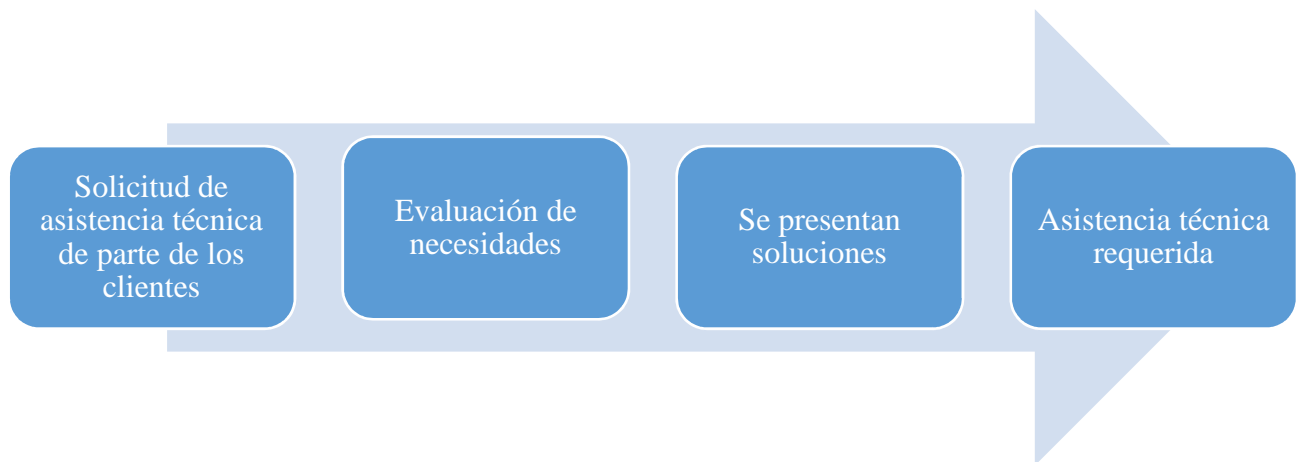 Solicitud de
asistencia técnica
de parte de los
clientes
Evaluación de
necesidades
Se presentan
soluciones
Asistencia técnica
requerida